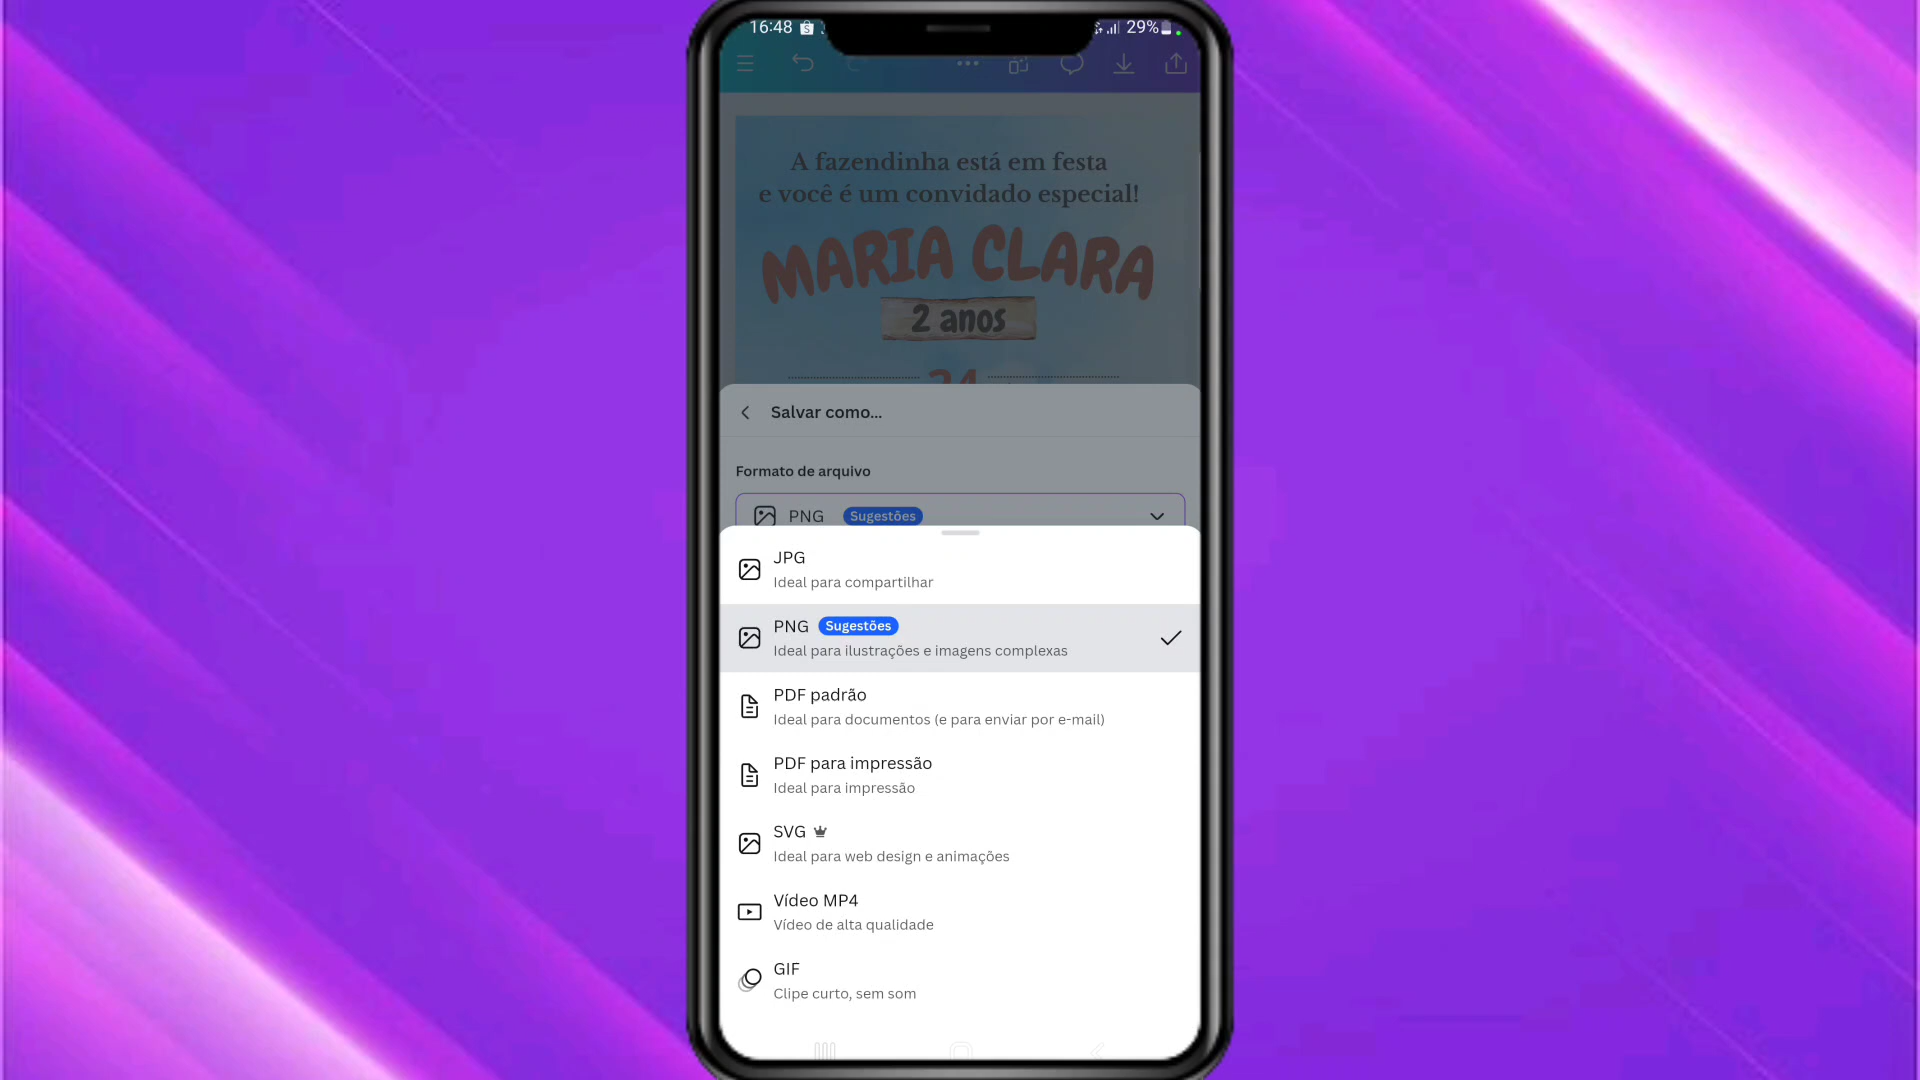 16:48
29%
A fazendinha está em festa
e você é um convidado especial!
MARIA CLARA
2 anos
Salvar como...
Formato de arquivo
PNG Sugestões
JPG
Ideal para compartilhar
PNG Sugestões
Ideal para ilustrações e imagens complexas
PDF padrão
Ideal para documentos (e para enviar por e-mail)
PDF para impressão
Ideal para impressão
SVG
Ideal para web design e animações
Vídeo MP4
Vídeo de alta qualidade
GIF
Clipe curto, sem som